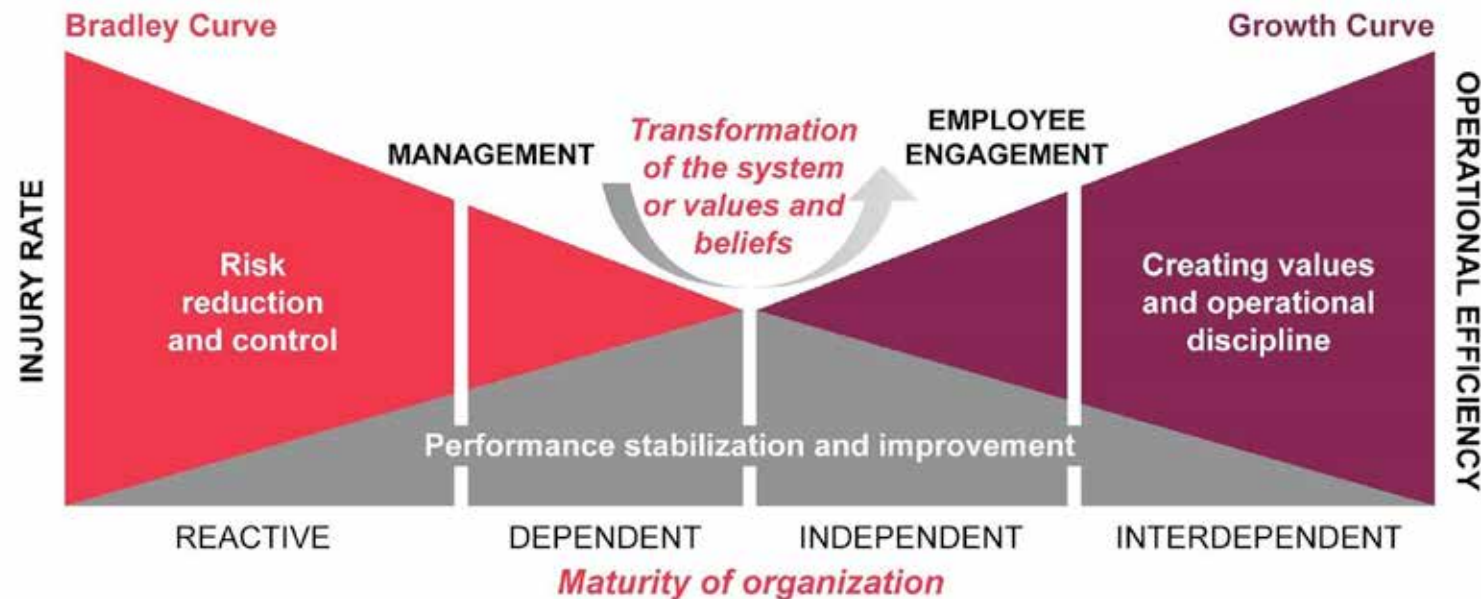 Bradley Curve
Growth Curve
INJURY RATE
MANAGEMENT
Transformation
of the system
or values and
beliefs
EMPLOYEE
ENGAGEMENT
OPERATIONAL EFFICIENCY
Risk
reduction
and control
Creating values
and operational
discipline
Performance stabilization and improvement
REACTIVE
DEPENDENT
INDEPENDENT
INTERDEPENDENT
Maturity of organization